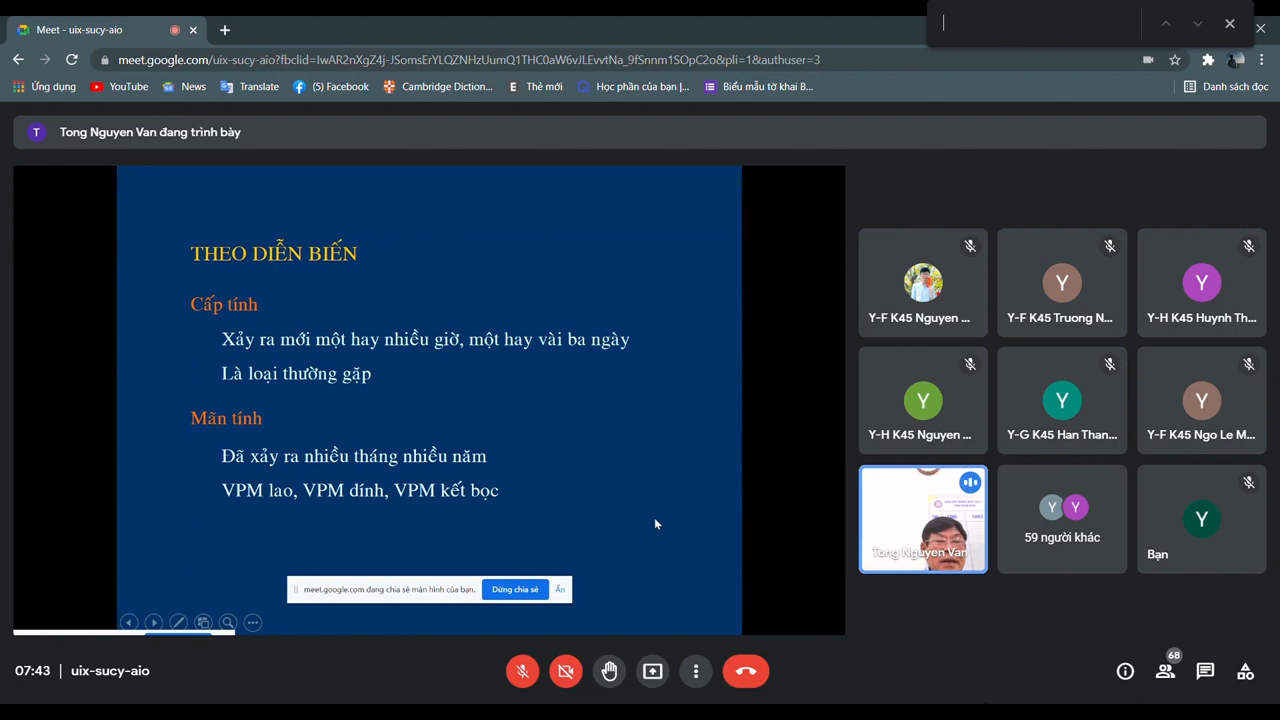 Meet - uix-sucy-aio
meet.google.com/uix-sucy-aio?fbclid=IwAR2nXgZ4j-JSomsErYLQZNHzUumQ1THC0aW6vJLEvvtNa_9fSnnm1SOpC2o&pli=1&authuser=3
Ứng dụng YouTube News Translate (5) Facebook Cambridge Diction... Thẻ mới Học phần của bạn |... Biểu mẫu tờ khai B... Danh sách đọc
T Tong Nguyen Van đang trình bày
THEO DIỄN BIẾN
Cấp tính
Xảy ra mới một hay nhiều giờ, một hay vài ba ngày
Là loại thường gặp
Mãn tính
Đã xảy ra nhiều tháng nhiều năm
VPM lao, VPM dính, VPM kết bọc
meet.google.com đang chia sẻ màn hình của bạn. Dừng chia sẻ Ẩn
Y-F K45 Nguyen ...
Y
Y-F K45 Truong N...
Y
Y-H K45 Huynh Th...
Y
Y-H K45 Nguyen ...
Y
Y-G K45 Han Than...
Y
Y-F K45 Ngo Le M...
Tong Nguyen Van
Y Y
59 người khác
Y
Bạn
07:43 | uix-sucy-aio
68